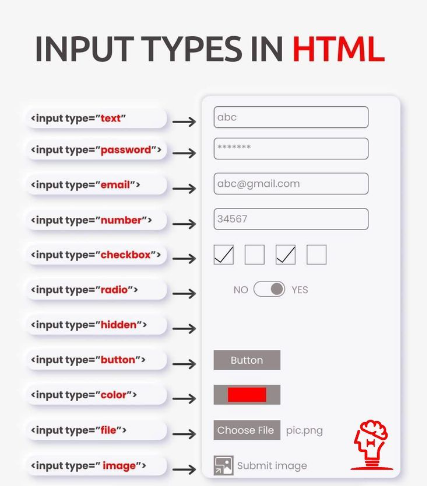 INPUT TYPES IN HTML
<input type="text" abc
<input type="password"> *******
<input type="email"> abc@gmail.com
<input type="number"> 34567
<input type="checkbox">
<input type="radio"> NO YES
<input type="hidden">
<input type="button"> Button
<input type="color">
<input type="file"> Choose File pic.png
<input type=" image"> Submit image